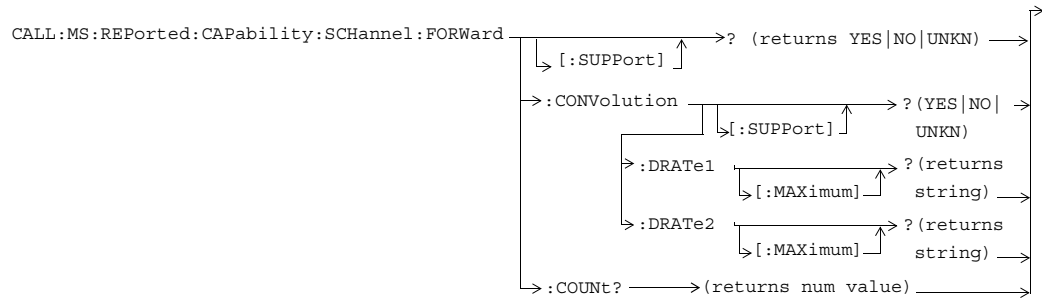 CALL:MS:REPorted:CAPability:SCHannel:FORWard ? (returns YES|NO|UNKN)
[:SUPPort]
:CONVolution ?(YES|NO|
[:SUPPort] UNKN)
:DRATe1 ?(returns
[:MAXimum] string)
:DRATe2 ?(returns
[:MAXimum] string)
:COUNt? (returns num value)